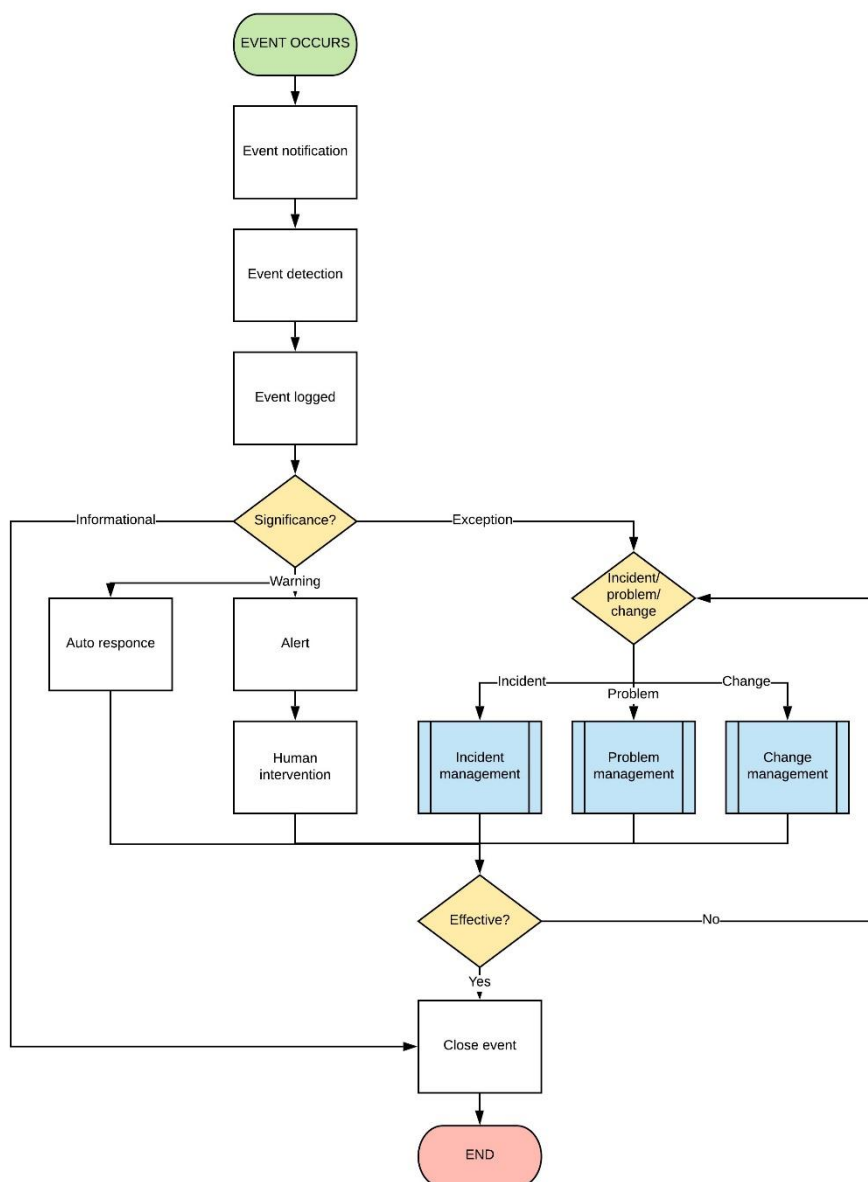 EVENT OCCURS
Event notification
Event detection
Event logged
Informational
Significance?
Exception
Warning
Incident/
problem/
change
Auto responce
Alert
Incident
Problem
Change
Human
intervention
Incident
management
Problem
management
Change
management
Effective?
No
Yes
Close event
END